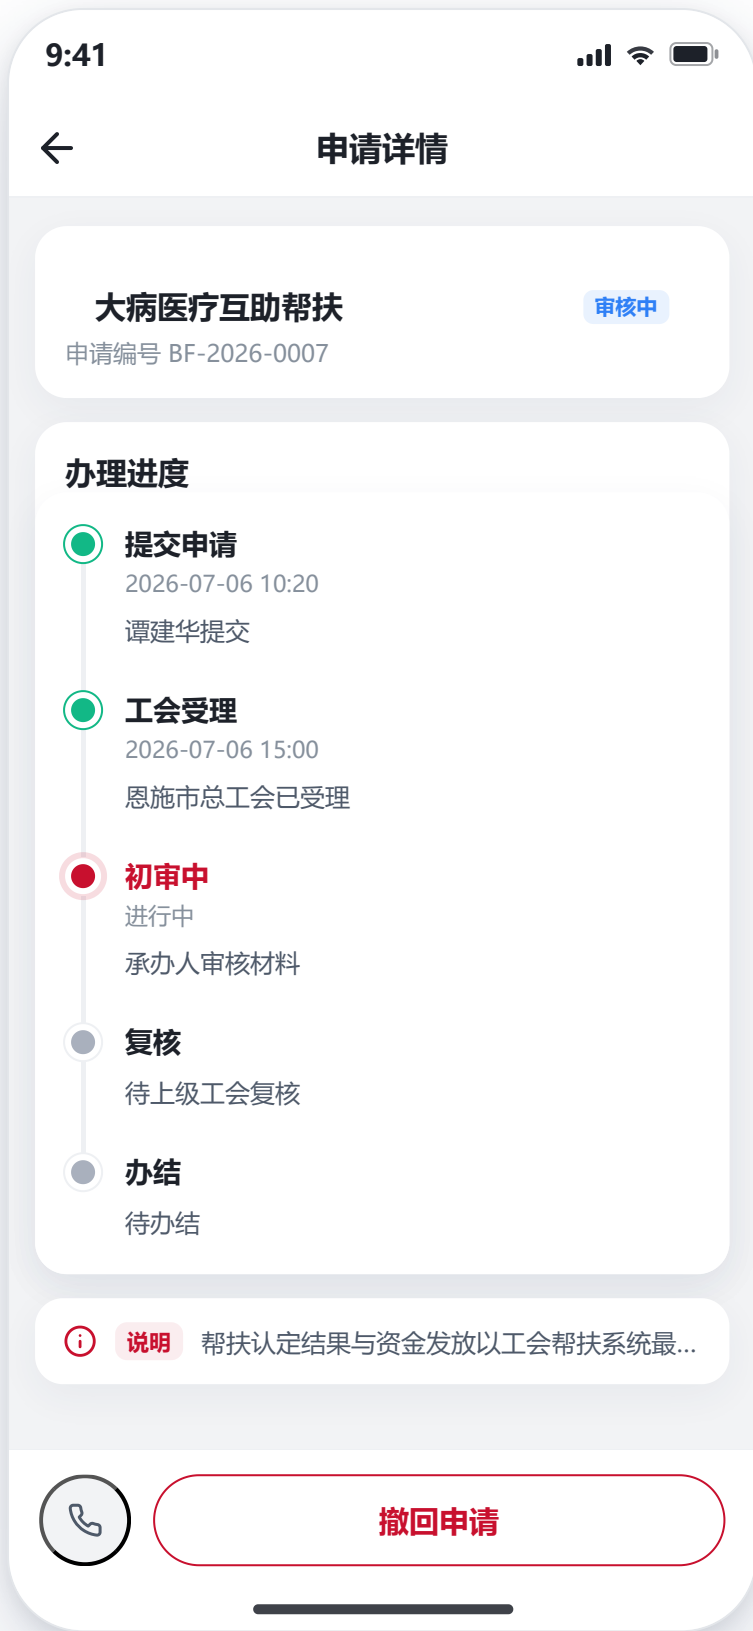 9:41
申请详情
大病医疗互助帮扶
审核中
申请编号 BF-2026-0007
办理进度
提交申请
2026-07-06 10:20
谭建华提交
工会受理
2026-07-06 15:00
恩施市总工会已受理
初审中
进行中
承办人审核材料
复核
待上级工会复核
办结
待办结
说明 帮扶认定结果与资金发放以工会帮扶系统最...
撤回申请